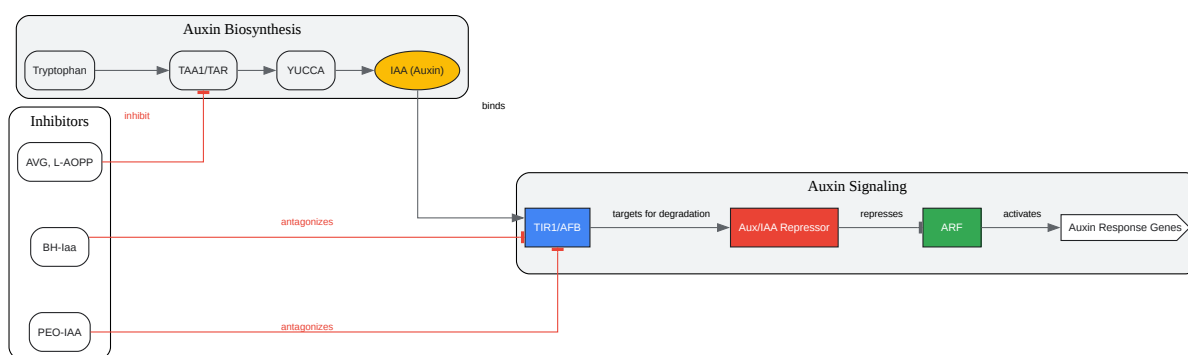 Auxin Biosynthesis
Tryptophan
TAA1/TAR
YUCCA
IAA (Auxin)
inhibit
binds
Inhibitors
AVG, L-AOPP
BH-Iaa
PEO-IAA
antagonizes
antagonizes
Auxin Signaling
TIR1/AFB
targets for degradation
Aux/IAA Repressor
represses
ARF
activates
Auxin Response Genes